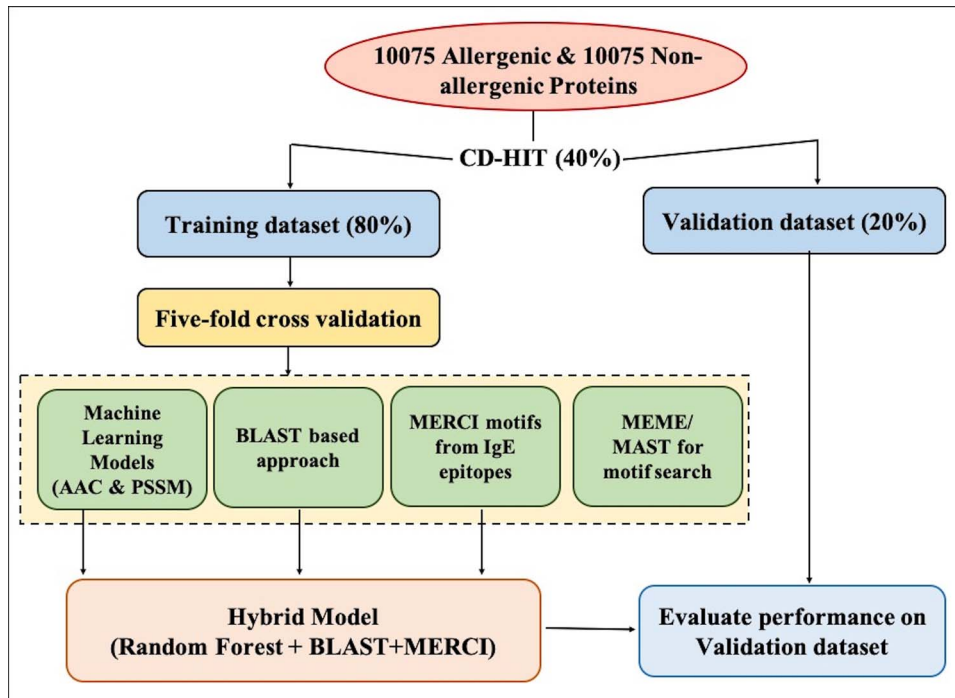 10075 Allergenic & 10075 Non-
allergenic Proteins
CD-HIT (40%)
Training dataset (80%)
Validation dataset (20%)
Five-fold cross validation
Machine
Learning
Models
(AAC & PSSM)
BLAST based
approach
MERCI motifs
from IgE
epitopes
MEME/
MAST for
motif search
Hybrid Model
(Random Forest + BLAST+MERCI)
Evaluate performance on
Validation dataset